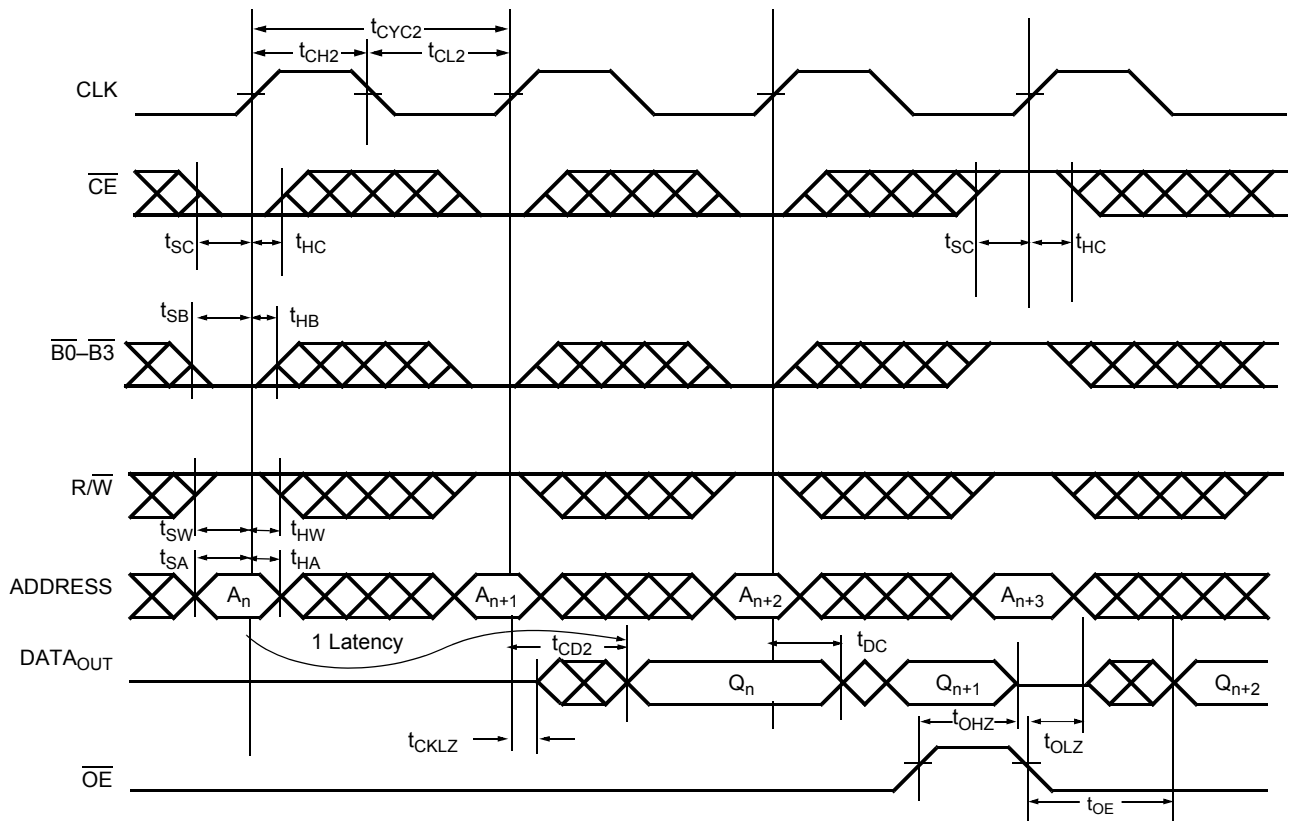 tCYC2
tCH2
tCL2
CLK
CE
tSC
tHC
tSC
tHC
tSB
tHB
B0–B3
R/W
tSW
tHW
tSA
tHA
ADDRESS
An
An+1
An+2
An+3
1 Latency
tCD2
tDC
DATAOUT
Qn
Qn+1
Qn+2
tOHZ
tCKLZ
tOLZ
OE
tOE